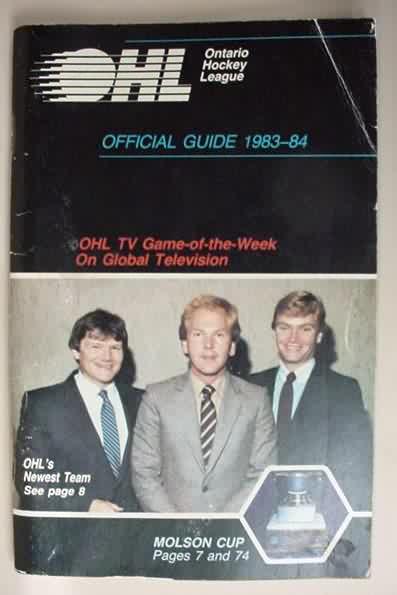 OHL
Ontario
Hockey
League
OFFICIAL GUIDE 1983–84
OHL TV Game-of-the-Week
On Global Television
OHL's
Newest Team
See page 8
MOLSON CUP
Pages 7 and 74